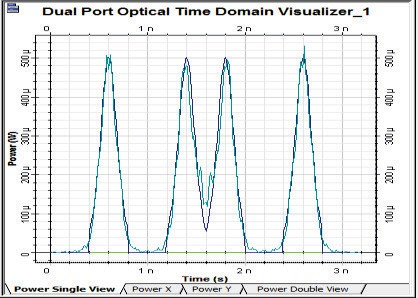 Dual Port Optical Time Domain Visualizer_1
0 1 n 2 n 3 n
500 µ 500 µ
400 µ 400 µ
300 µ 300 µ
Power (W)
200 µ 200 µ
100 µ 100 µ
0 0
0 1 n 2 n 3 n
Time (s)
Power Single View Power X Power Y Power Double View